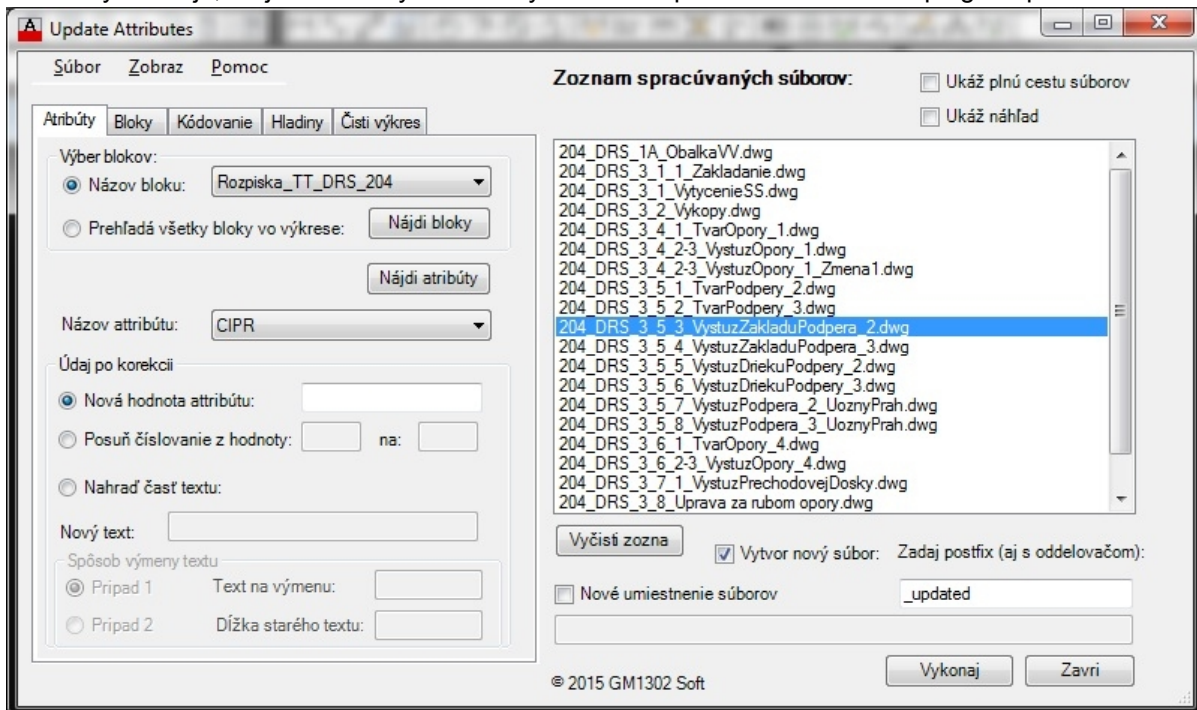 Update Attributes
Súbor Zobraz Pomoc
Atribúty Bloky Kódovanie Hladiny Čisti výkres
Výber blokov:
Názov bloku: Rozpiska_TT_DRS_204
Prehľadá všetky bloky vo výkrese: Nájdi bloky
Nájdi atribúty
Názov attribútu: CIPR
Údaj po korekcii
Nová hodnota attribútu:
Posuň číslovanie z hodnoty: na:
Nahraď časť textu:
Nový text:
Spôsob výmeny textu
Pripad 1 Text na výmenu:
Pripad 2 Dĺžka starého textu:
Zoznam spracúvaných súborov:
Ukáž plnú cestu súborov
Ukáž náhľad
204_DRS_1A_ObalkaVV.dwg
204_DRS_3_1_1_Zakladanie.dwg
204_DRS_3_1_VytycenieSS.dwg
204_DRS_3_2_Vykopy.dwg
204_DRS_3_4_1_TvarOpory_1.dwg
204_DRS_3_4_2-3_VystuzOpory_1.dwg
204_DRS_3_4_2-3_VystuzOpory_1_Zmena1.dwg
204_DRS_3_5_1_TvarPodpery_2.dwg
204_DRS_3_5_2_TvarPodpery_3.dwg
204_DRS_3_5_3_VystuzZakladuPodpera_2.dwg
204_DRS_3_5_4_VystuzZakladuPodpera_3.dwg
204_DRS_3_5_5_VystuzDriekuPodpery_2.dwg
204_DRS_3_5_6_VystuzDriekuPodpery_3.dwg
204_DRS_3_5_7_VystuzPodpera_2_UoznyPrah.dwg
204_DRS_3_5_8_VystuzPodpera_3_UoznyPrah.dwg
204_DRS_3_6_1_TvarOpory_4.dwg
204_DRS_3_6_2-3_VystuzOpory_4.dwg
204_DRS_3_7_1_VystuzPrechodovejDosky.dwg
204_DRS_3_8_Uprava za rubom opory.dwg
Vyčisti zozna
Vytvor nový súbor: Zadaj postfix (aj s oddelovačom):
Nové umiestnenie súborov _updated
Vykonaj Zavri
© 2015 GM1302 Soft